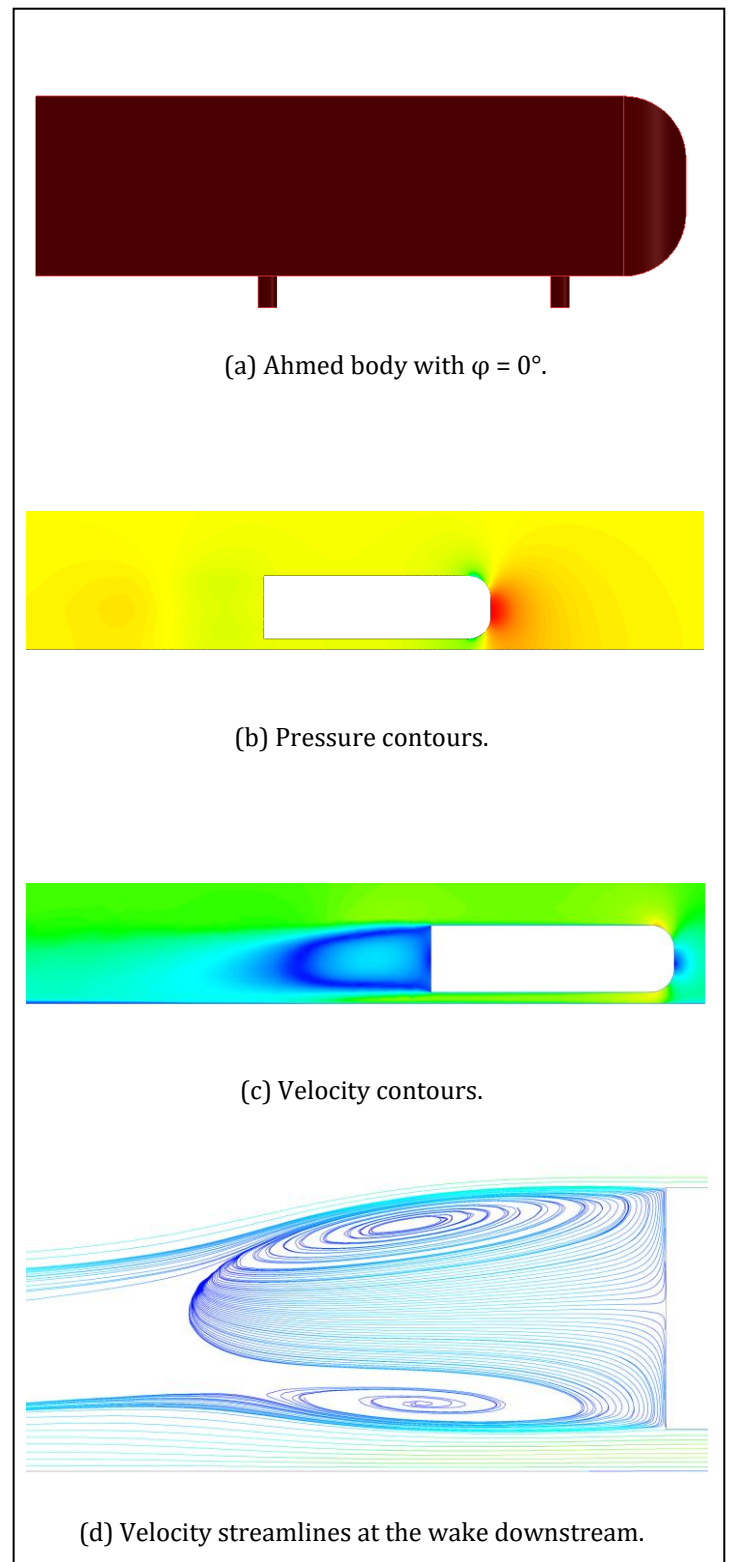 (a) Ahmed body with φ = 0°.
(b) Pressure contours.
(c) Velocity contours.
(d) Velocity streamlines at the wake downstream.